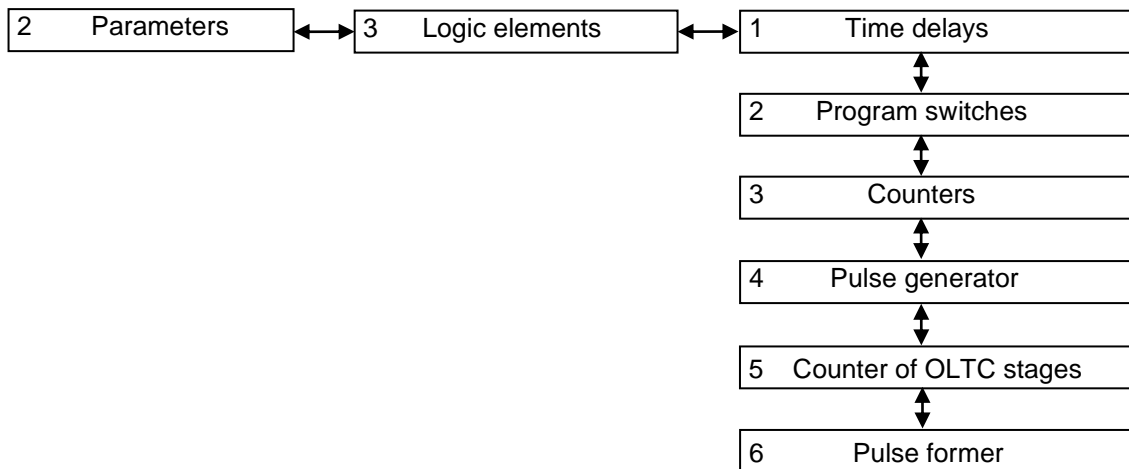 2 Parameters
3 Logic elements
1 Time delays
2 Program switches
3 Counters
4 Pulse generator
5 Counter of OLTC stages
6 Pulse former